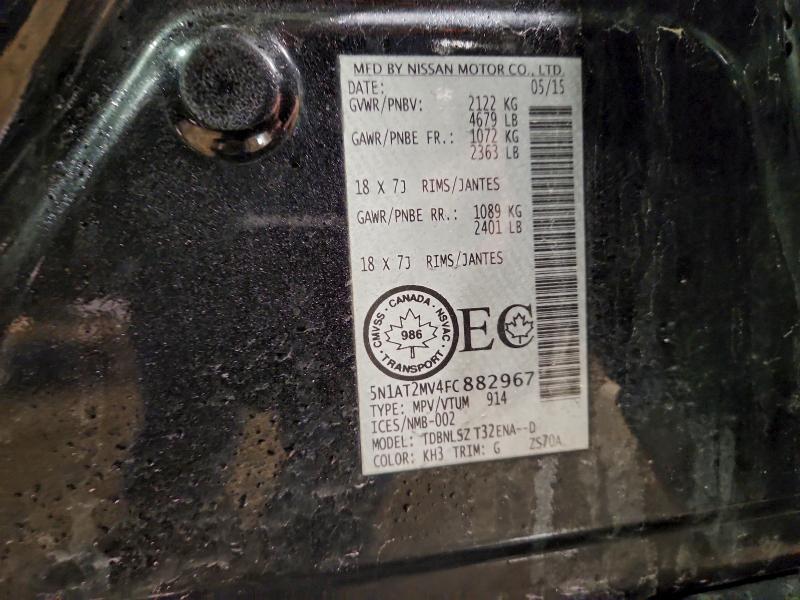 MFD BY NISSAN MOTOR CO., LTD.
DATE: 05/15
GVWR/PNBV: 2122 KG
4679 LB
GAWR/PNBE FR.: 1072 KG
2363 LB
18 X 7J RIMS/JANTES
GAWR/PNBE RR.: 1089 KG
2401 LB
18 X 7J RIMS/JANTES
CMVSS · CANADA · NSVAC · TRANSPORT ·
986
EC
5N1AT2MV4FC882967
TYPE: MPV/VTUM 914
ICES/NMB-002
MODEL: TDBNLSZ T32ENA--D
COLOR: KH3 TRIM: G ZS70A